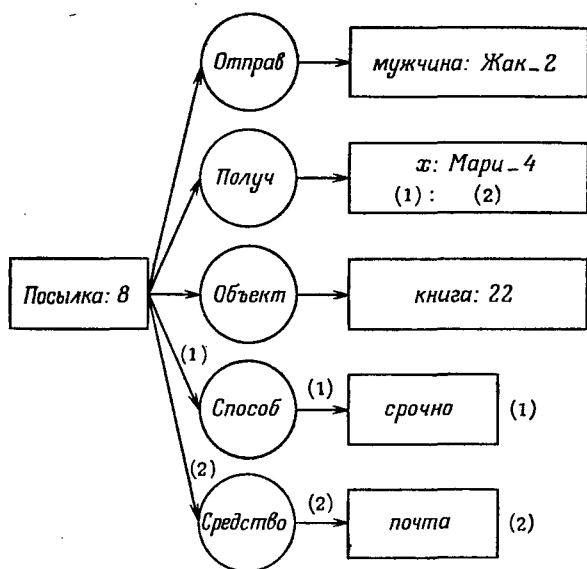 Отправ
мужчина: Жак_2
Получ
x: Мари_4
(1): (2)
Посылка: 8
Объект
книга: 22
(1)
Способ
(1)
срочно
(1)
(2)
Средство
(2)
почта
(2)